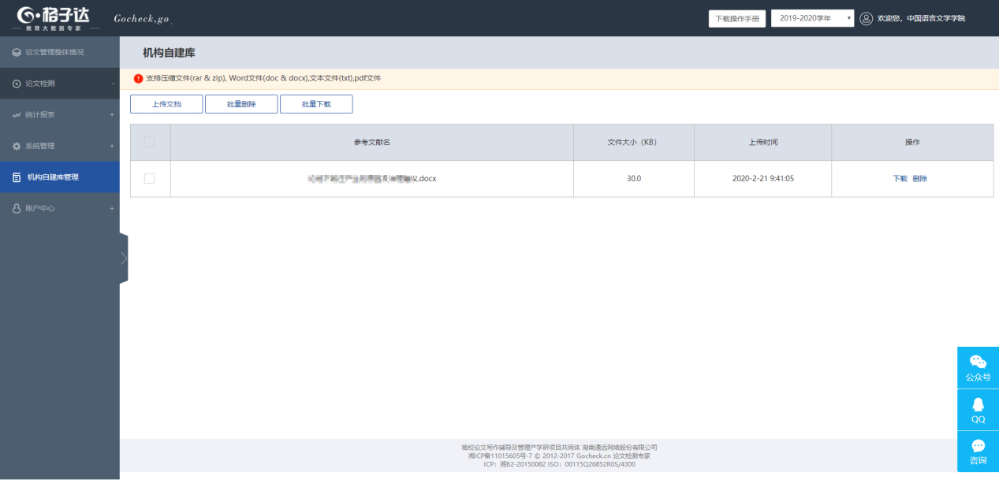 格子达
教育大数据专家
Gocheck,go
下载操作手册
2019-2020学年
欢迎您，中国语言文学学院
论文管理整体情况
论文检测
-
统计报表
+
系统管理
+
机构自建库管理
账户中心
+
机构自建库
支持压缩文件(rar & zip), Word文件(doc & docx),文本文件(txt),pdf文件
上传文档
批量删除
批量下载
参考文献名
文件大小（KB）
上传时间
操作
议.docx
30.0
2020-2-21 9:41:05
下载 删除
公众号
QQ
咨询
高校论文写作辅导及管理产学研项目共同体 湖南通远网络股份有限公司
湘ICP备11015605号-7 © 2012-2017 Gocheck.cn 论文检测专家
ICP：湘B2-20150082 ISO：00115Q26852R0S/4300